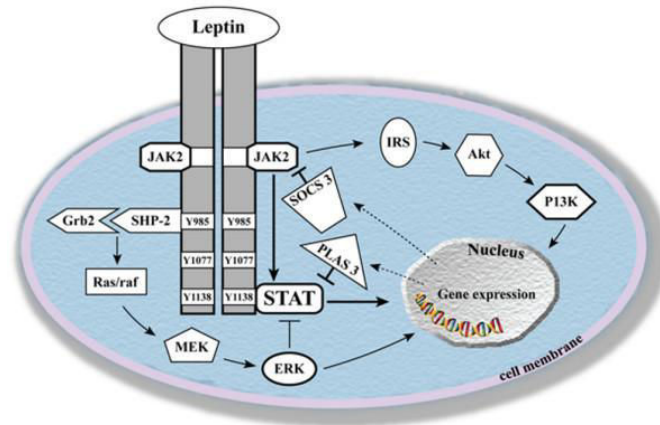 Leptin
JAK2
JAK2
IRS
Akt
P13K
SOCS 3
Grb2
SHP-2
Y985
Y985
PLAS 3
Nucleus
Y1077
Y1077
Ras/raf
Gene expression
Y1138
Y1138
STAT
MEK
ERK
cell membrane